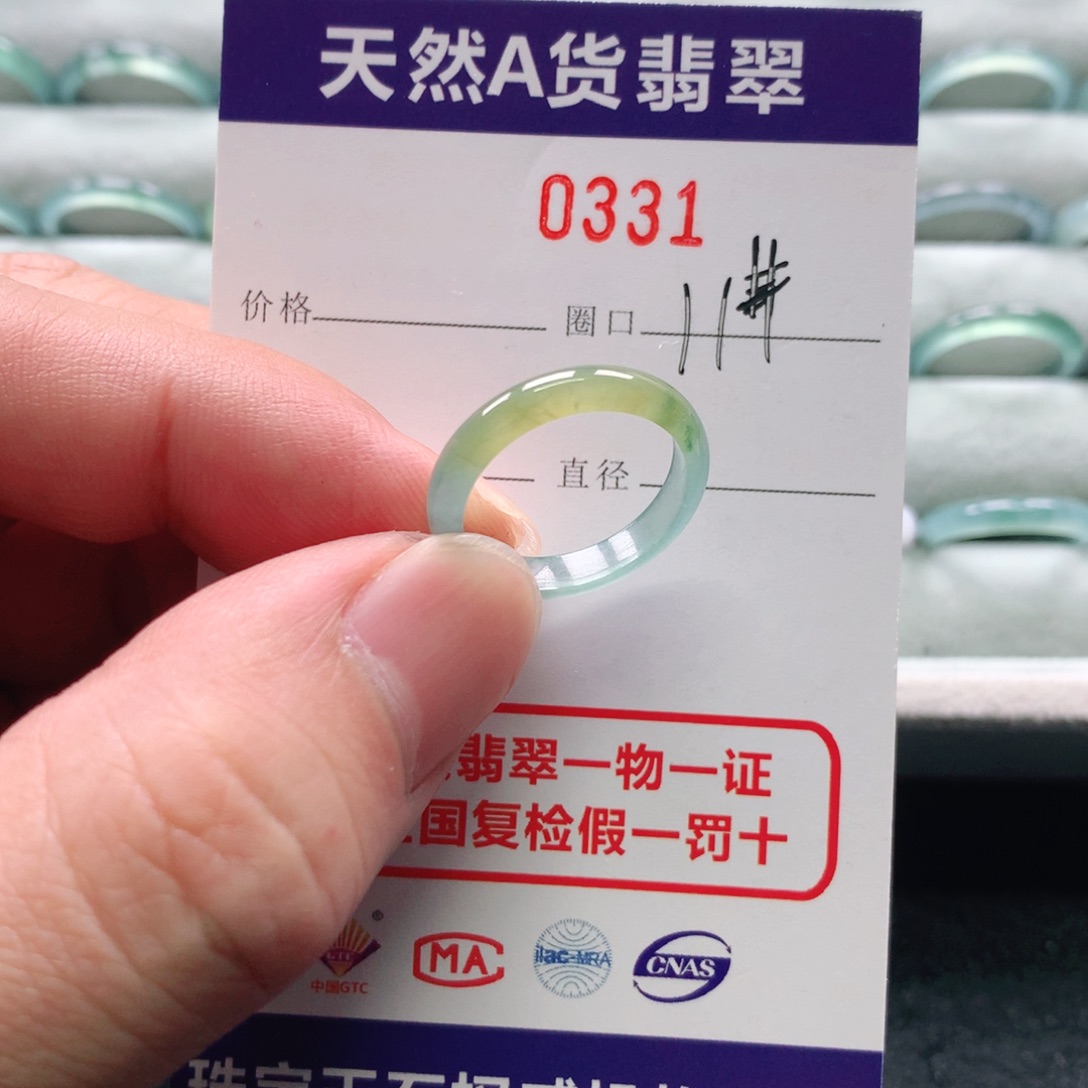 天然A货翡翠
0331
价格 圈口 11#
直径
翡翠一物一证
国复检假一罚十
中国GTC
MA
ilac-MRA
CNAS